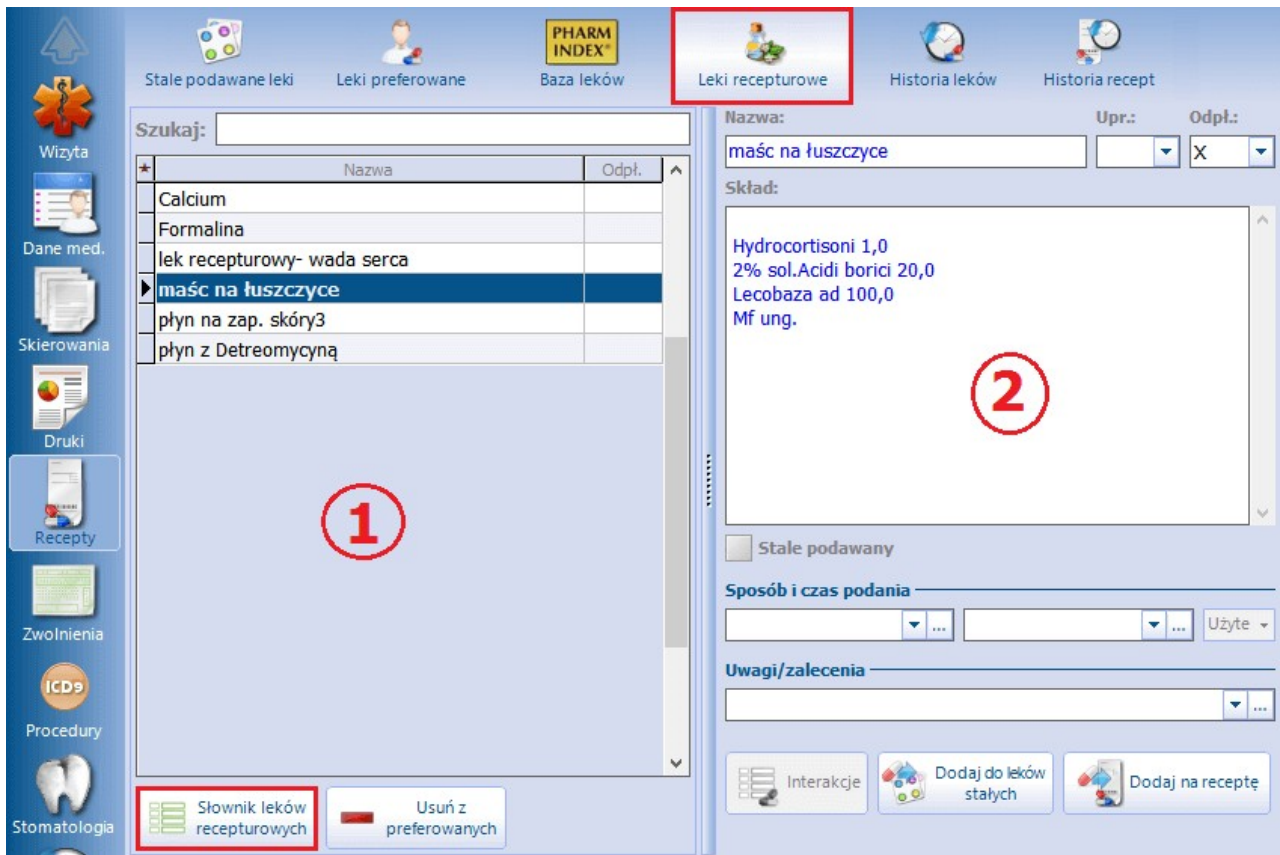 PHARM
INDEX®
Stale podawane leki
Leki preferowane
Baza leków
Leki recepturowe
Historia leków
Historia recept
Wizyta
Dane med.
Skierowania
Druki
Recepty
Zwolnienia
ICD9
Procedury
Stomatologia
Szukaj:
Nazwa
Odpł.
Calcium
Formalina
lek recepturowy- wada serca
maśc na łuszczyce
płyn na zap. skóry3
płyn z Detreomycyną
1
Słownik leków
recepturowych
Usuń z
preferowanych
Nazwa:
Upr.:
Odpł.:
maśc na łuszczyce
X
Skład:
Hydrocortisoni 1,0
2% sol.Acidi borici 20,0
Lecobaza ad 100,0
Mf ung.
2
Stale podawany
Sposób i czas podania
...
...
Użyte
Uwagi/zalecenia
...
Interakcje
Dodaj do leków
stałych
Dodaj na receptę